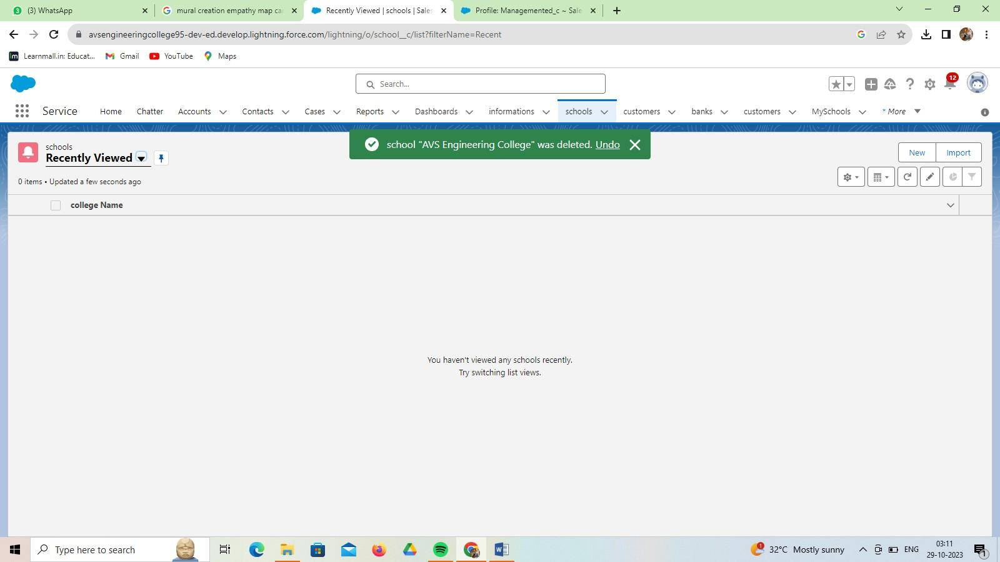 3 (3) WhatsApp
mural creation empathy map ca
Recently Viewed | schools | Sales
Profile: Managemented_c ~ Sale
avsengineeringcollege95-dev-ed.develop.lightning.force.com/lightning/o/school__c/list?filterName=Recent
lm Learnmall.in: Educat... Gmail YouTube Maps
Search...
12
Service Home Chatter Accounts Contacts Cases Reports Dashboards informations schools customers banks customers MySchools * More
schools
Recently Viewed
school "AVS Engineering College" was deleted. Undo
New Import
0 items • Updated a few seconds ago
college Name
You haven't viewed any schools recently.
Try switching list views.
Type here to search
1 32°C Mostly sunny ENG
03:11
29-10-2023
1